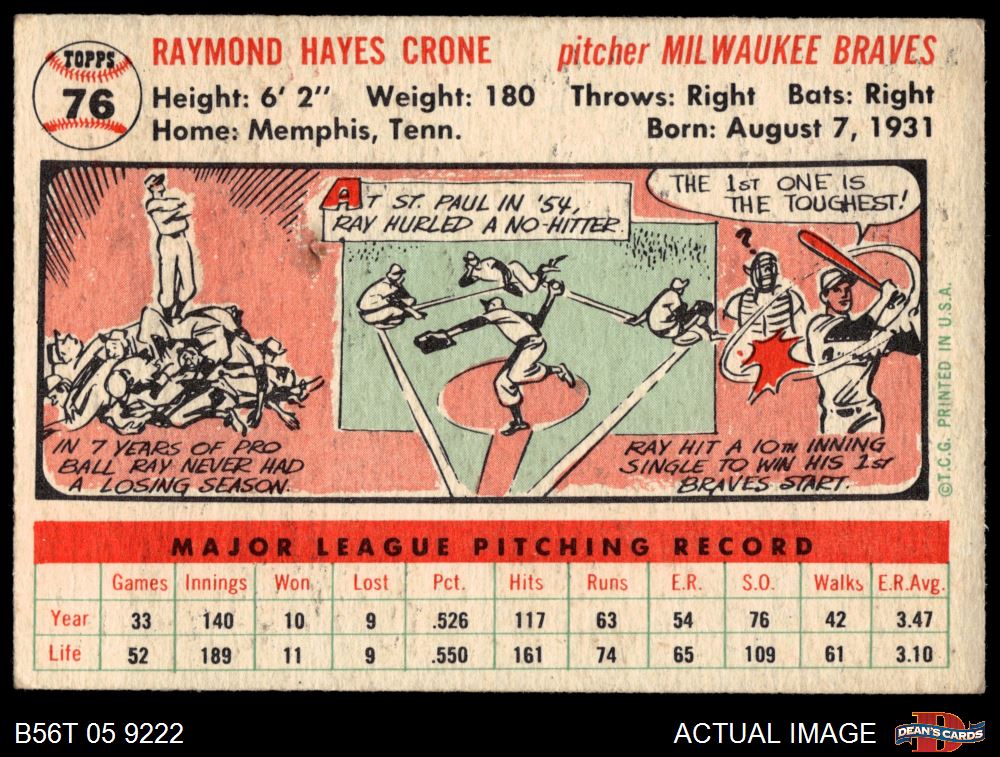 TOPPS
76
RAYMOND HAYES CRONE
pitcher MILWAUKEE BRAVES
Height: 6' 2" Weight: 180 Throws: Right Bats: Right
Home: Memphis, Tenn. Born: August 7, 1931
IN 7 YEARS OF PRO
BALL RAY NEVER HAD
A LOSING SEASON.
AT ST. PAUL IN '54,
RAY HURLED A NO-HITTER
THE 1ST ONE IS
THE TOUGHEST!
?
RAY HIT A 10TH INNING
SINGLE TO WIN HIS 1st
BRAVES START.
©T.C.G. PRINTED IN U.S.A.
MAJOR LEAGUE PITCHING RECORD
Games Innings Won Lost Pct. Hits Runs E.R. S.O. Walks E.R.Avg.
Year 33 140 10 9 .526 117 63 54 76 42 3.47
Life 52 189 11 9 .550 161 74 65 109 61 3.10
B56T 05 9222
ACTUAL IMAGE
D
DEAN'S CARDS